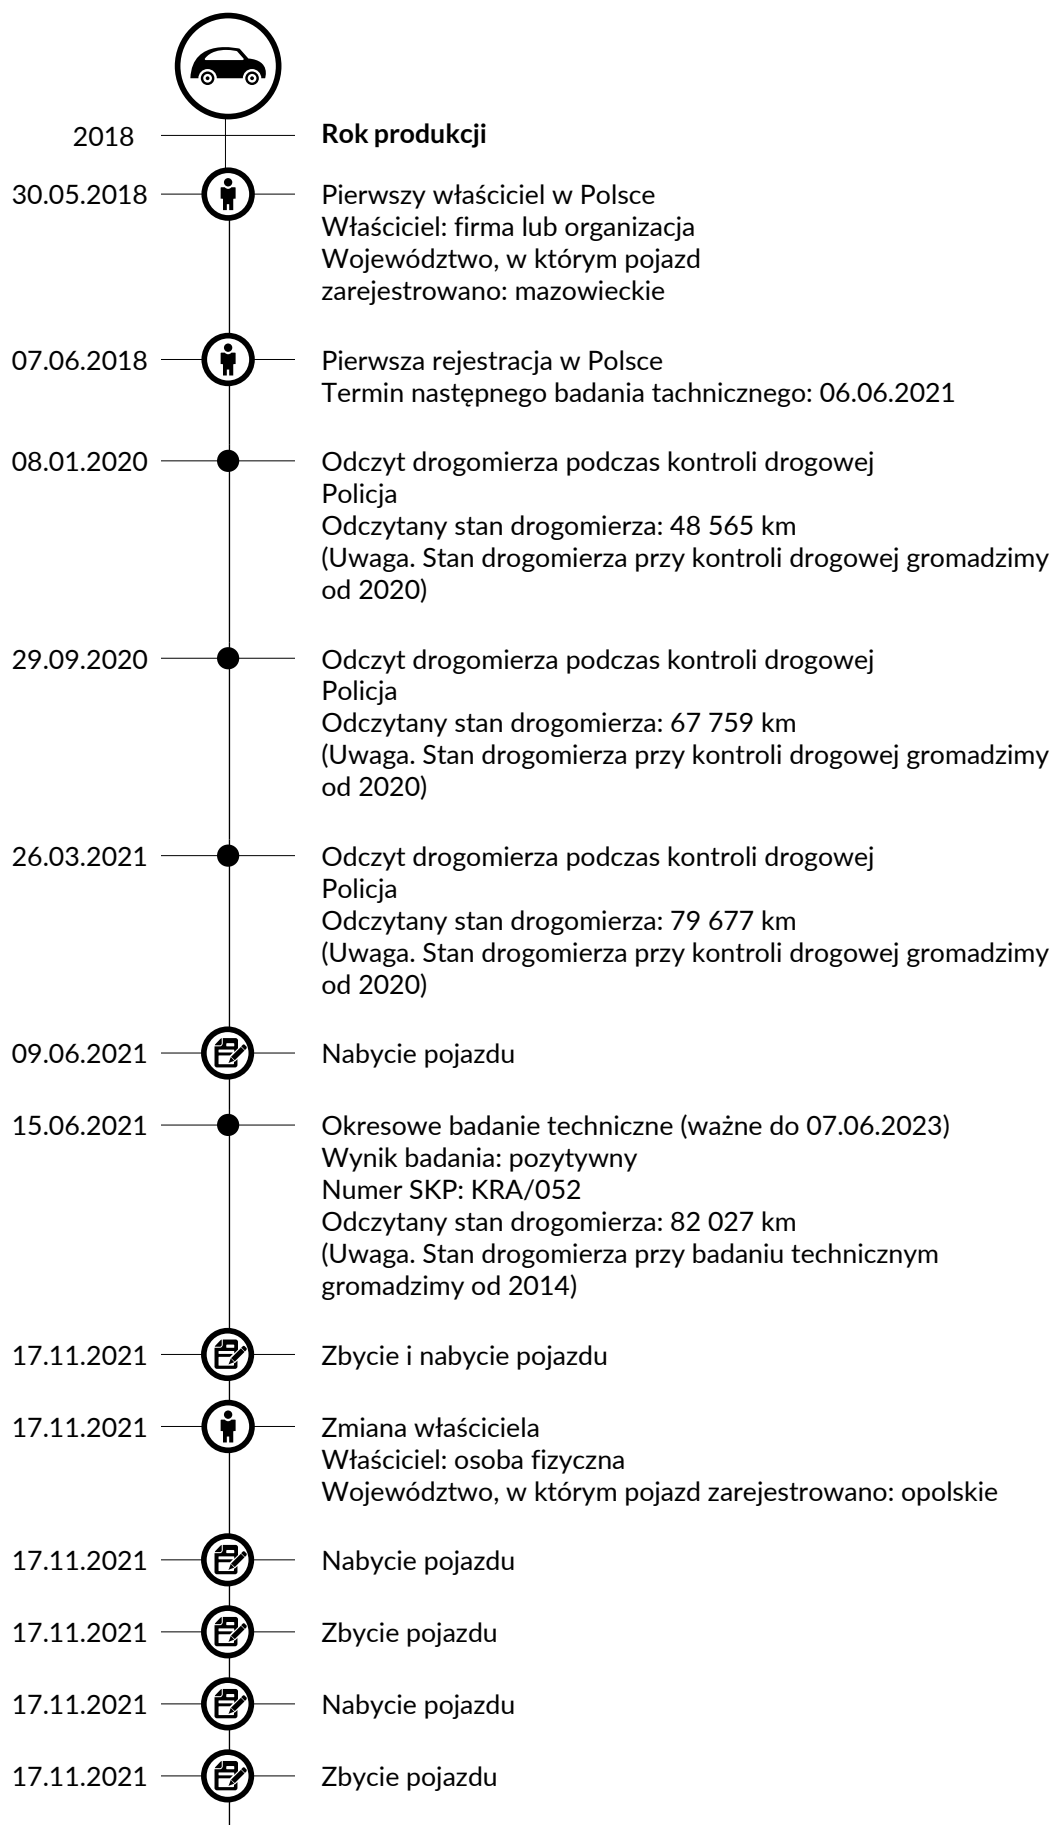 2018 Rok produkcji
30.05.2018 Pierwszy właściciel w Polsce
Właściciel: firma lub organizacja
Województwo, w którym pojazd
zarejestrowano: mazowieckie
07.06.2018 Pierwsza rejestracja w Polsce
Termin następnego badania tachnicznego: 06.06.2021
08.01.2020 Odczyt drogomierza podczas kontroli drogowej
Policja
Odczytany stan drogomierza: 48 565 km
(Uwaga. Stan drogomierza przy kontroli drogowej gromadzimy
od 2020)
29.09.2020 Odczyt drogomierza podczas kontroli drogowej
Policja
Odczytany stan drogomierza: 67 759 km
(Uwaga. Stan drogomierza przy kontroli drogowej gromadzimy
od 2020)
26.03.2021 Odczyt drogomierza podczas kontroli drogowej
Policja
Odczytany stan drogomierza: 79 677 km
(Uwaga. Stan drogomierza przy kontroli drogowej gromadzimy
od 2020)
09.06.2021 Nabycie pojazdu
15.06.2021 Okresowe badanie techniczne (ważne do 07.06.2023)
Wynik badania: pozytywny
Numer SKP: KRA/052
Odczytany stan drogomierza: 82 027 km
(Uwaga. Stan drogomierza przy badaniu technicznym
gromadzimy od 2014)
17.11.2021 Zbycie i nabycie pojazdu
17.11.2021 Zmiana właściciela
Właściciel: osoba fizyczna
Województwo, w którym pojazd zarejestrowano: opolskie
17.11.2021 Nabycie pojazdu
17.11.2021 Zbycie pojazdu
17.11.2021 Nabycie pojazdu
17.11.2021 Zbycie pojazdu